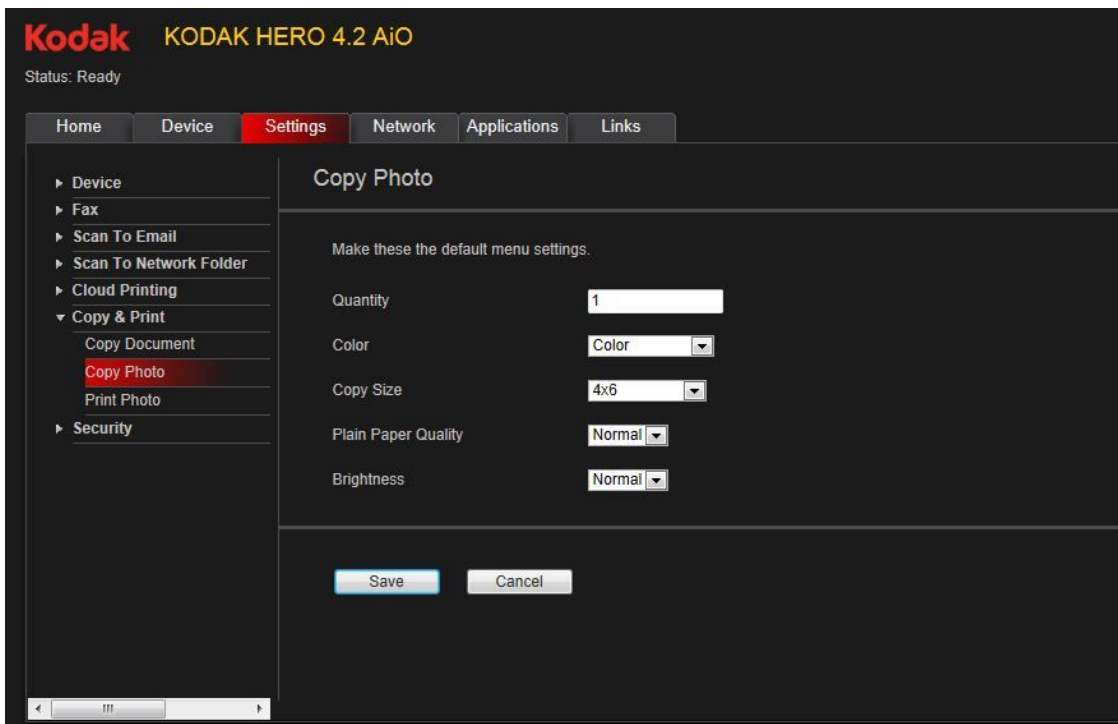 Kodak KODAK HERO 4.2 AiO
Status: Ready
Home Device Settings Network Applications Links
Device
Fax
Scan To Email
Scan To Network Folder
Cloud Printing
Copy & Print
Copy Document
Copy Photo
Print Photo
Security
Copy Photo
Make these the default menu settings.
Quantity 1
Color Color
Copy Size 4x6
Plain Paper Quality Normal
Brightness Normal
Save Cancel